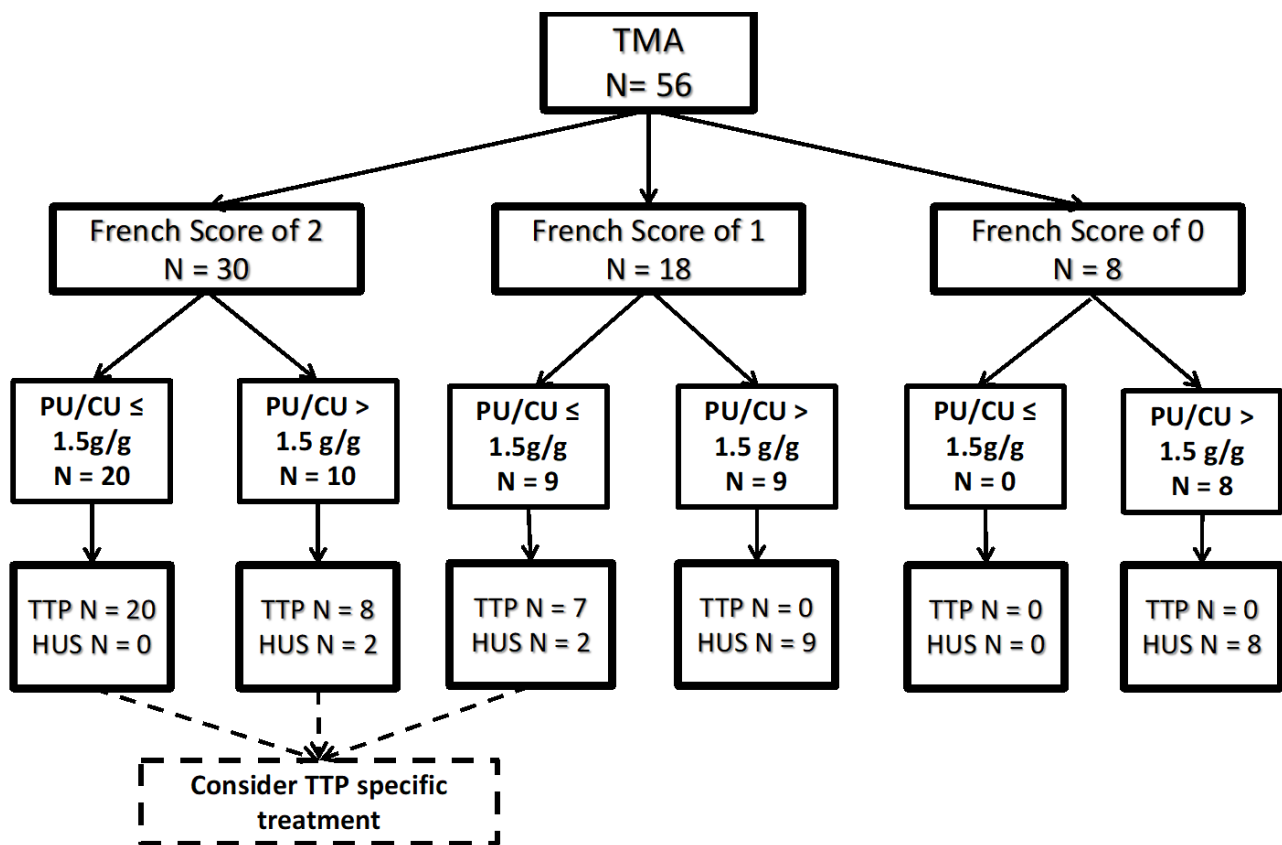 TMA
N= 56
French Score of 2
N = 30
French Score of 1
N = 18
French Score of 0
N = 8
PU/CU ≤
1.5g/g
N = 20
PU/CU >
1.5 g/g
N = 10
PU/CU ≤
1.5g/g
N = 9
PU/CU >
1.5 g/g
N = 9
PU/CU ≤
1.5g/g
N = 0
PU/CU >
1.5 g/g
N = 8
TTP N = 20
HUS N = 0
TTP N = 8
HUS N = 2
TTP N = 7
HUS N = 2
TTP N = 0
HUS N = 9
TTP N = 0
HUS N = 0
TTP N = 0
HUS N = 8
Consider TTP specific
treatment